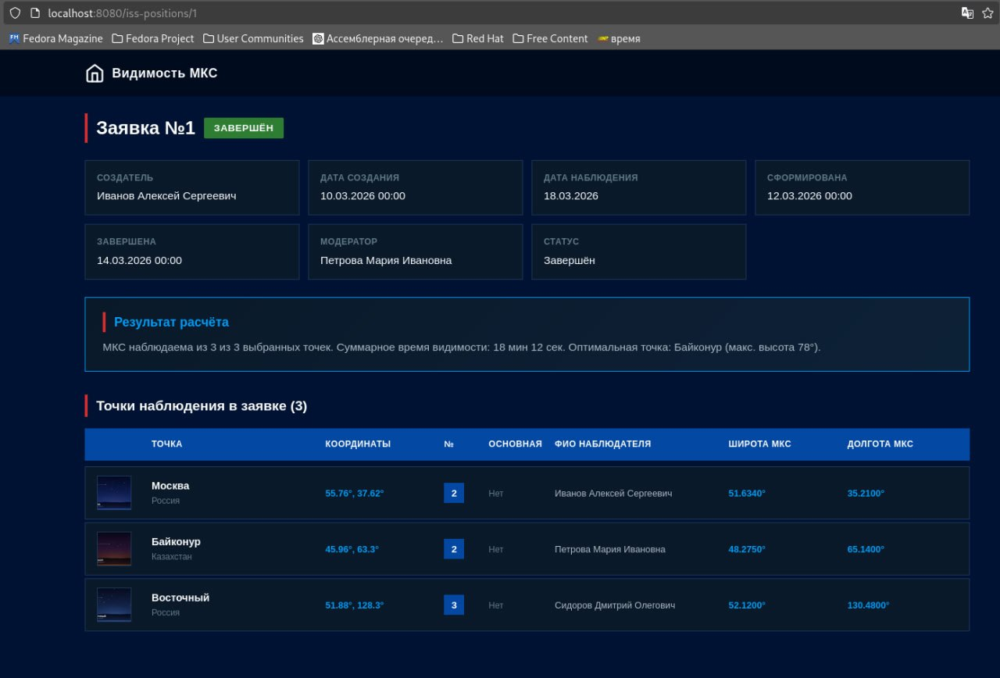 localhost:8080/iss-positions/1
Fedora Magazine Fedora Project User Communities Ассемблерная очеред… Red Hat Free Content время
Видимость МКС
Заявка №1 ЗАВЕРШЁН
СОЗДАТЕЛЬ
Иванов Алексей Сергеевич
ДАТА СОЗДАНИЯ
10.03.2026 00:00
ДАТА НАБЛЮДЕНИЯ
18.03.2026
СФОРМИРОВАНА
12.03.2026 00:00
ЗАВЕРШЕНА
14.03.2026 00:00
МОДЕРАТОР
Петрова Мария Ивановна
СТАТУС
Завершён
Результат расчёта
МКС наблюдаема из 3 из 3 выбранных точек. Суммарное время видимости: 18 мин 12 сек. Оптимальная точка: Байконур (макс. высота 78°).
Точки наблюдения в заявке (3)
ТОЧКА КООРДИНАТЫ № ОСНОВНАЯ ФИО НАБЛЮДАТЕЛЯ ШИРОТА МКС ДОЛГОТА МКС
Москва
Россия
55.76°, 37.62° 2 Нет Иванов Алексей Сергеевич 51.6340° 35.2100°
Байконур
Казахстан
45.96°, 63.3° 2 Нет Петрова Мария Ивановна 48.2750° 65.1400°
Восточный
Россия
51.88°, 128.3° 3 Нет Сидоров Дмитрий Олегович 52.1200° 130.4800°